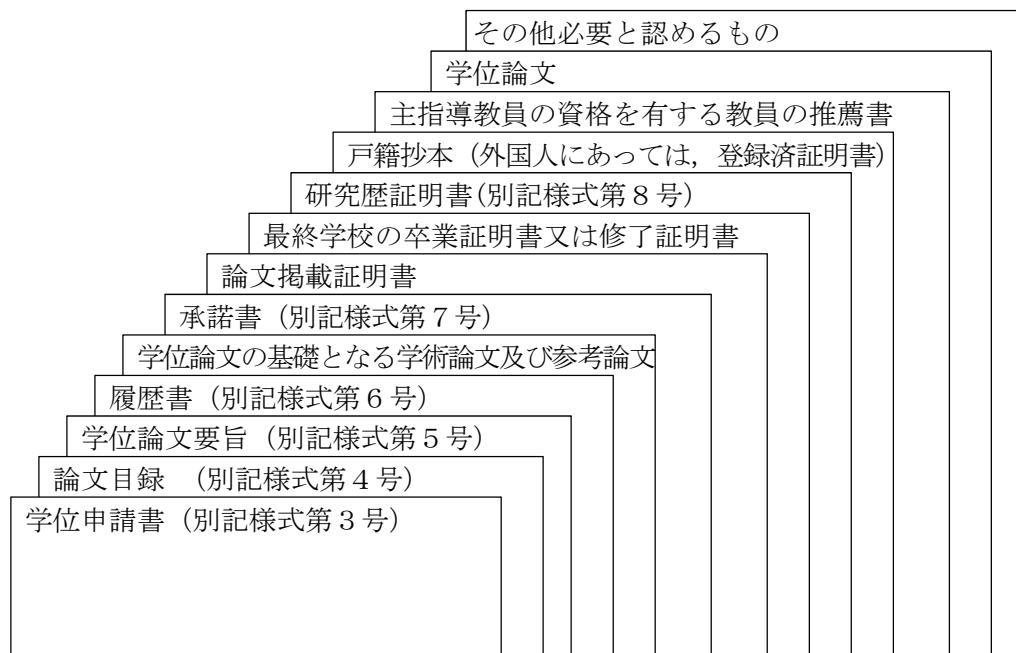 その他必要と認めるもの
学位論文
主指導教員の資格を有する教員の推薦書
戸籍抄本（外国人にあっては，登録済証明書）
研究歴証明書(別記様式第８号）
最終学校の卒業証明書又は修了証明書
論文掲載証明書
承諾書（別記様式第７号）
学位論文の基礎となる学術論文及び参考論文
履歴書（別記様式第６号）
学位論文要旨（別記様式第５号）
論文目録　（別記様式第４号）
学位申請書（別記様式第３号）